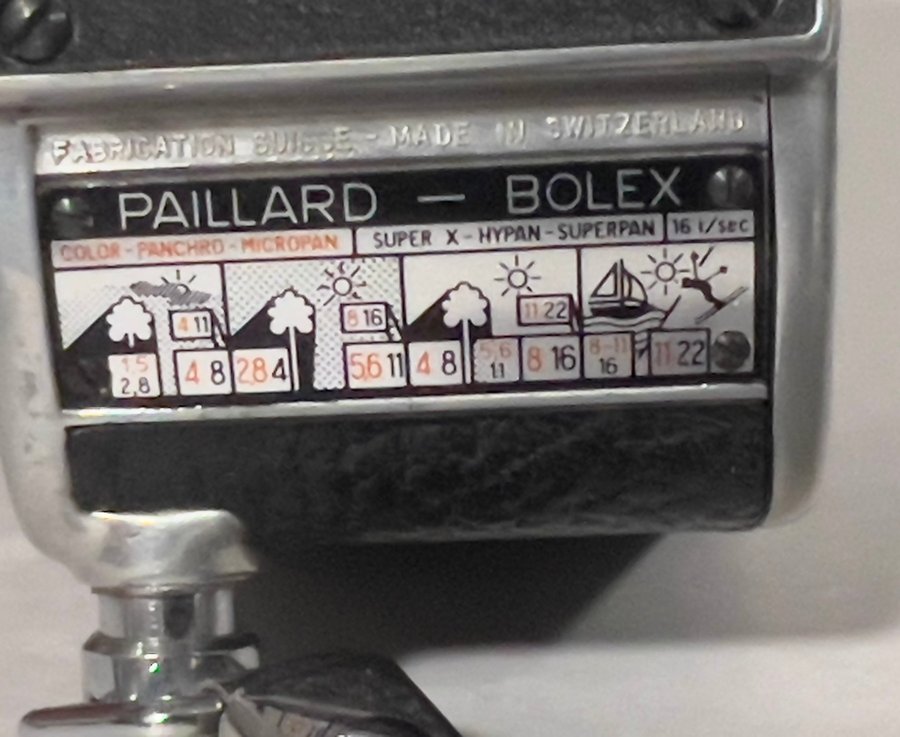 FABRICATION SUISSE - MADE IN SWITZERLAND
PAILLARD — BOLEX
COLOR - PANCHRO - MICROPAN SUPER X - HYPAN - SUPERPAN 16 i/sec
4 11 8 16 11 22
1,5 2,8 4 8 2,8 4 5,6 11 4 8 5,6 11 8 16 8-11 16 11 22